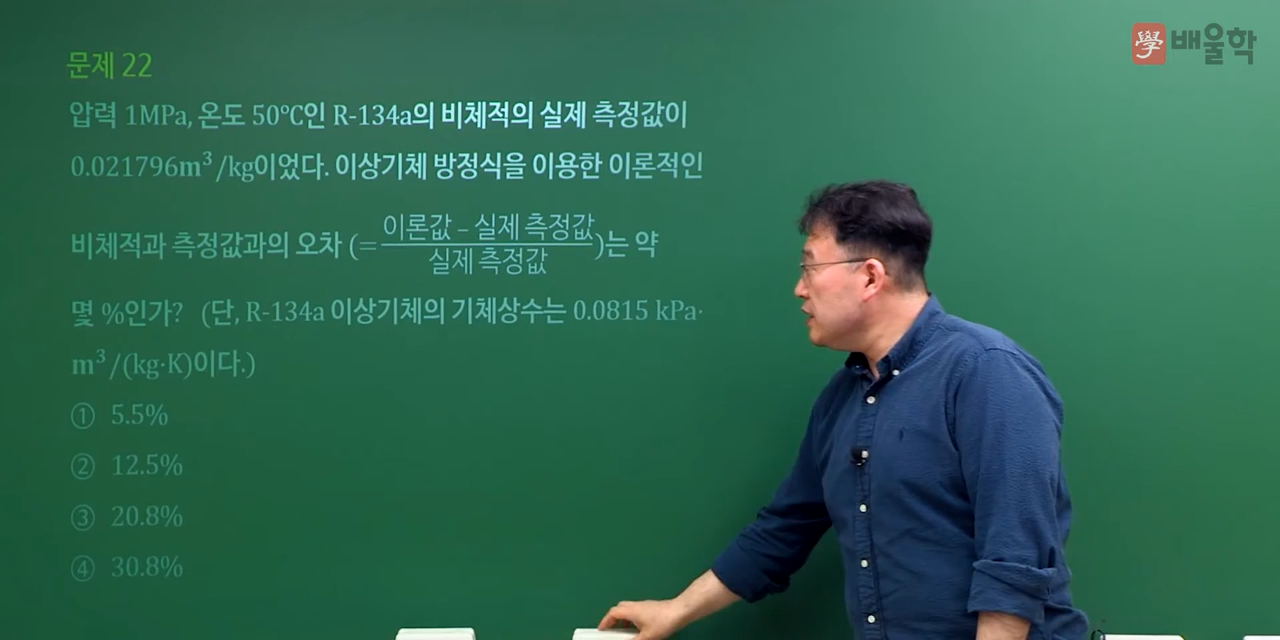 學 배울학
문제 22
압력 1MPa, 온도 50℃인 R-134a의 비체적의 실제 측정값이
0.021796m³/kg이었다. 이상기체 방정식을 이용한 이론적인
비체적과 측정값과의 오차 (=이론값 – 실제 측정값/실제 측정값)는 약
몇 %인가? (단, R-134a 이상기체의 기체상수는 0.0815 kPa·
m³/(kg·K)이다.)
① 5.5%
② 12.5%
③ 20.8%
④ 30.8%